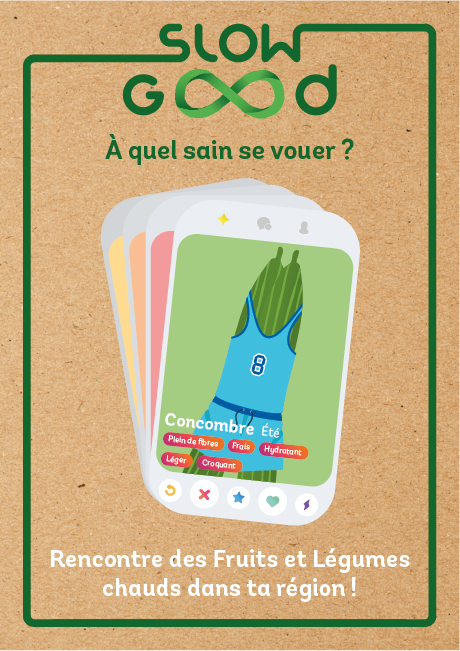 SLOW
GOOD
À quel sain se vouer ?
8
Concombre Été
Plein de fibres Frais Hydratant
Léger Croquant
Rencontre des Fruits et Légumes
chauds dans ta région !